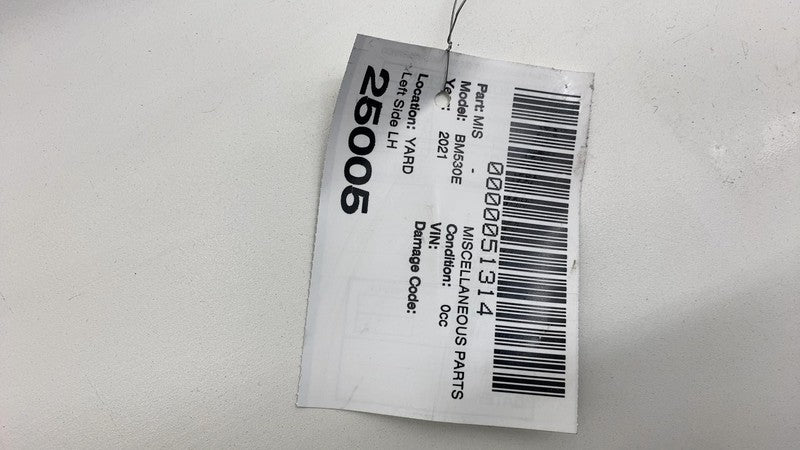 0000051314
Part: MIS - MISCELLANEOUS PARTS
Model: BM530E Condition: 0cc
Year: 2021 VIN:
Damage Code:
Location: YARD
Left Side LH
25005